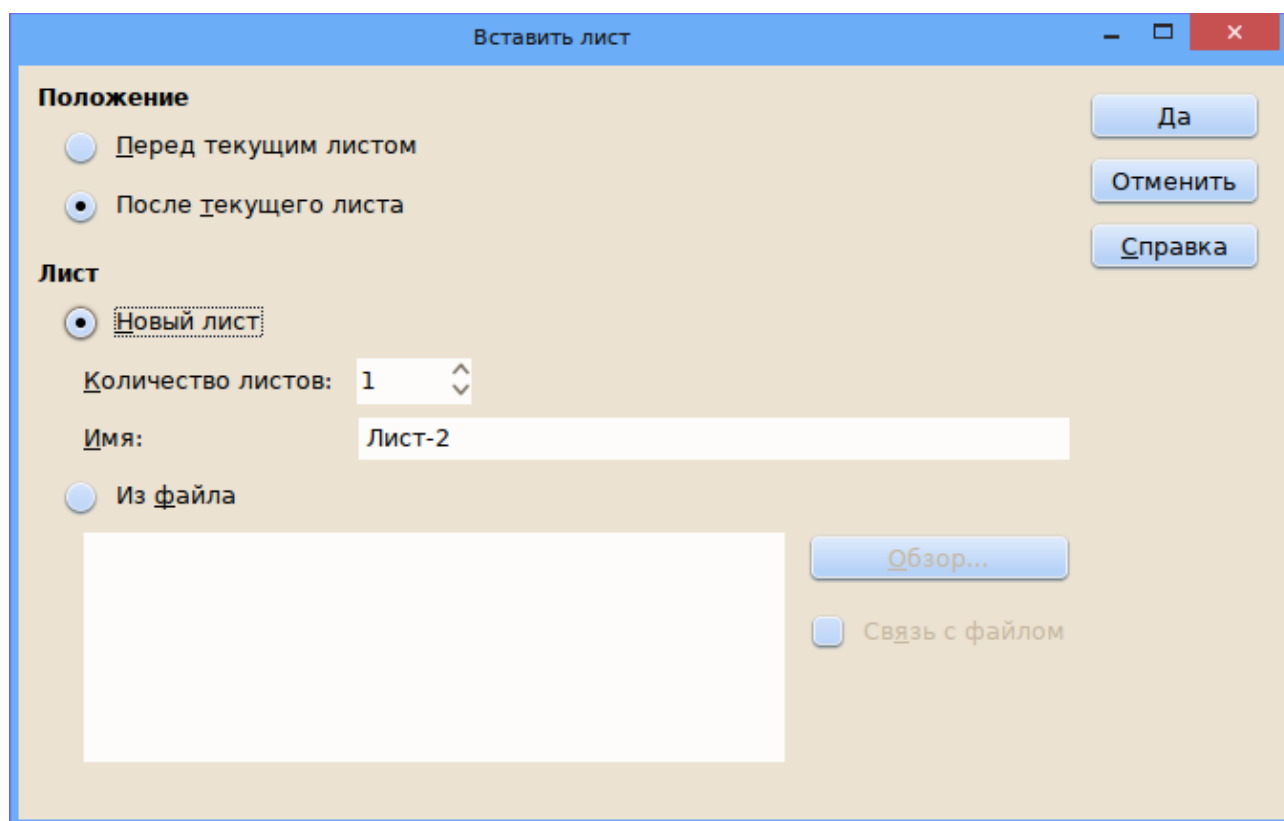 Вставить лист
Положение
Перед текущим листом
После текущего листа
Лист
Новый лист
Количество листов: 1
Имя: Лист-2
Из файла
Обзор...
Связь с файлом
Да
Отменить
Справка